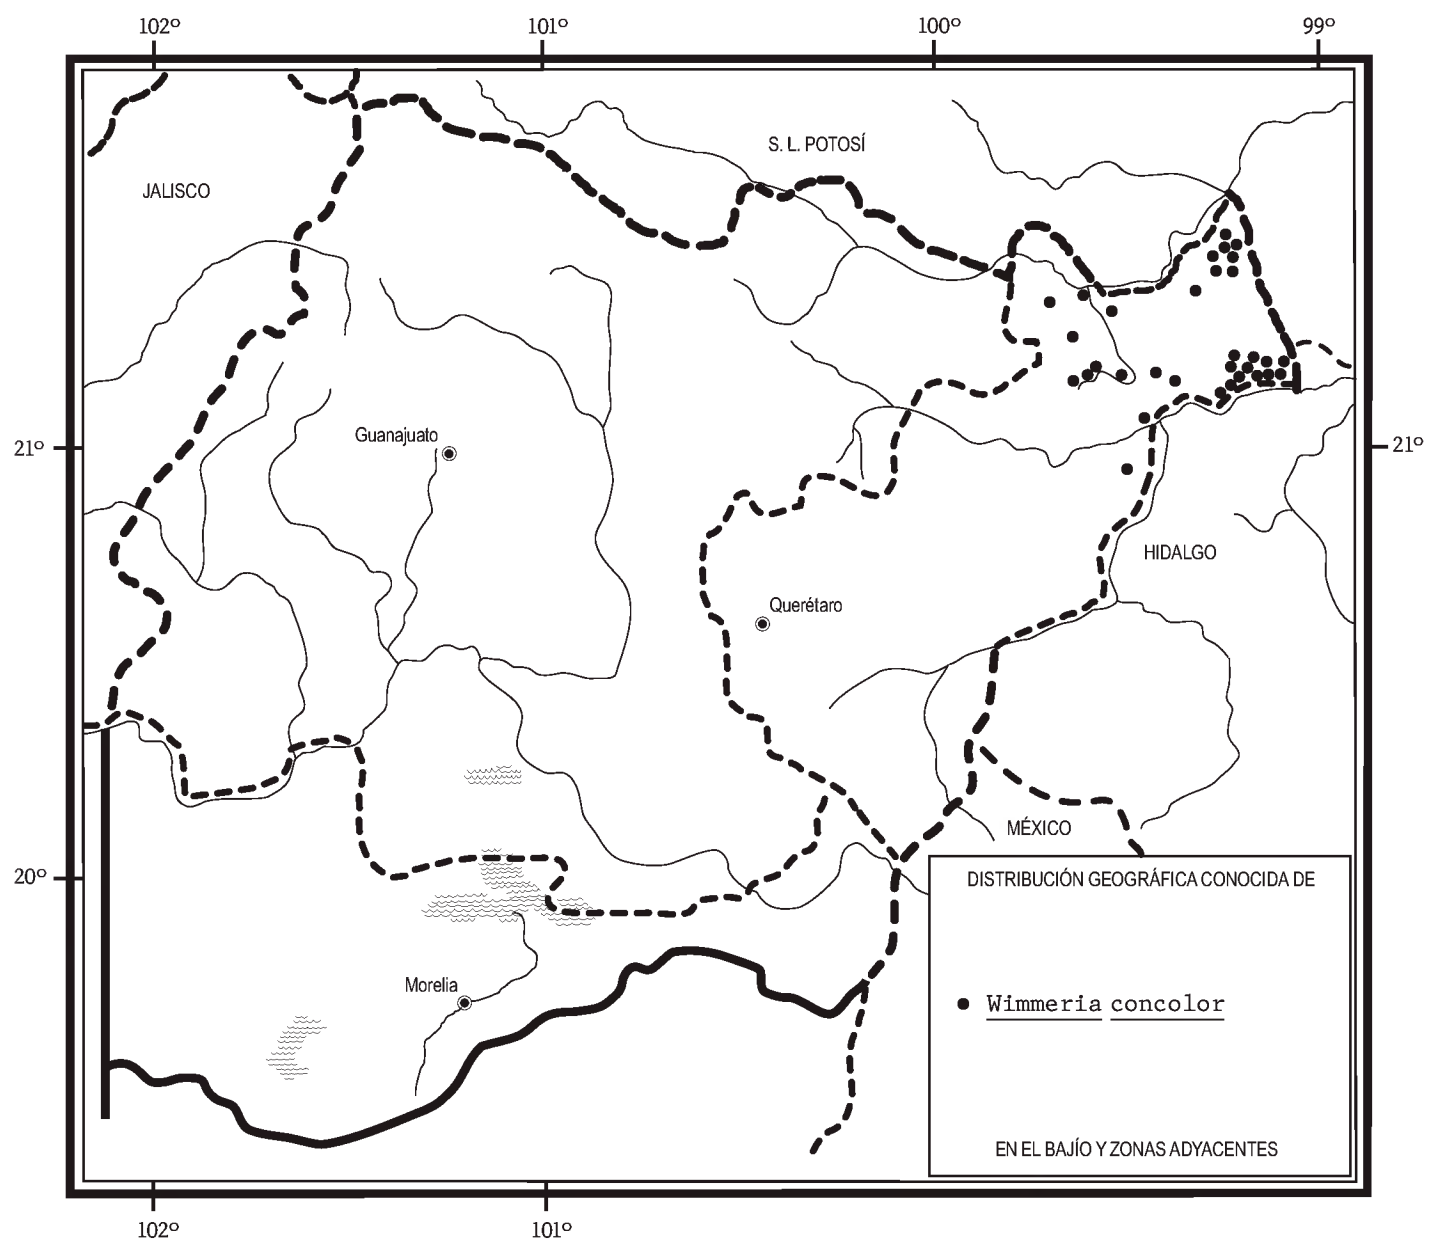 102º
101º
100º
99º
S. L. POTOSÍ
JALISCO
Guanajuato
21º
21º
HIDALGO
Querétaro
MÉXICO
20º
DISTRIBUCIÓN GEOGRÁFICA CONOCIDA DE
Morelia
Wimmeria concolor
EN EL BAJÍO Y ZONAS ADYACENTES
102º
101º